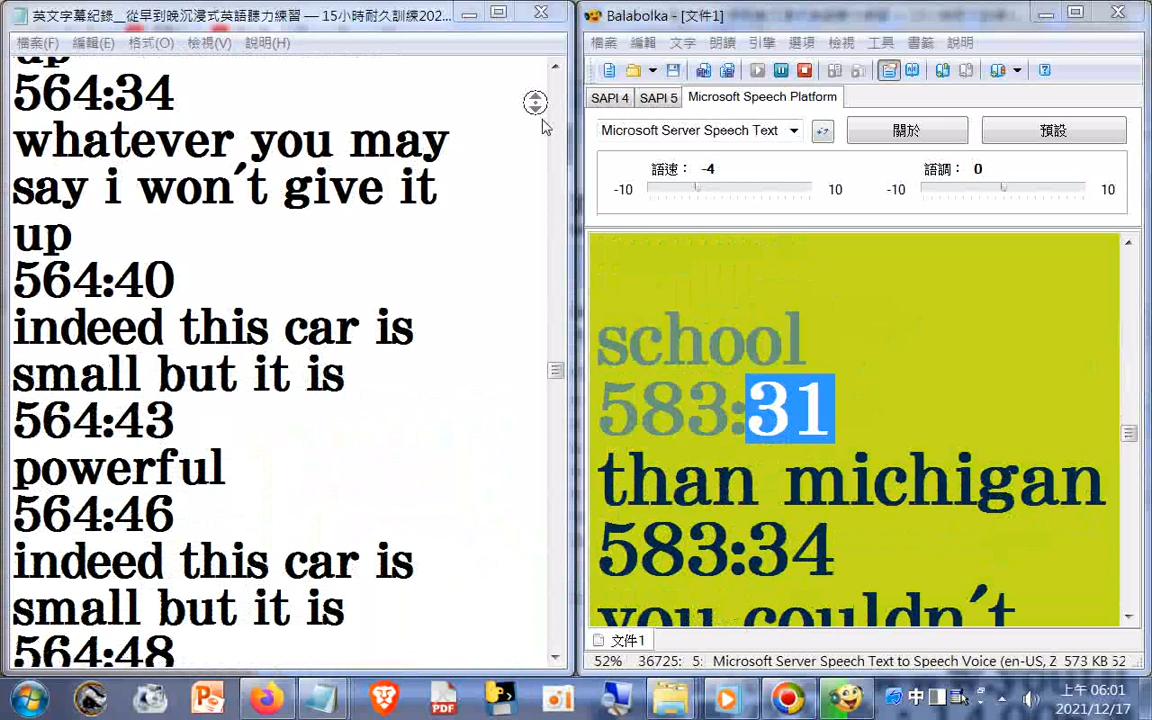 英文字幕紀錄__從早到晚沉浸式英語聽力練習 — 15小時耐久訓練202...
檔案(F) 編輯(E) 格式(O) 檢視(V) 說明(H)
up
564:34
whatever you may
say i won't give it
up
564:40
indeed this car is
small but it is
564:43
powerful
564:46
indeed this car is
small but it is
564:48
Balabolka - [文件1]
檔案 編輯 文字 朗讀 引擎 選項 檢視 工具 書籤 說明
SAPI 4 SAPI 5 Microsoft Speech Platform
Microsoft Server Speech Text 關於 預設
語速： -4 語調： 0
-10 10 -10 10
school
583:31
than michigan
583:34
you couldn't
文件1
52% 36725: 5: Microsoft Server Speech Text to Speech Voice (en-US, Z 573 KB 52
PDF 中 上午 06:01
2021/12/17